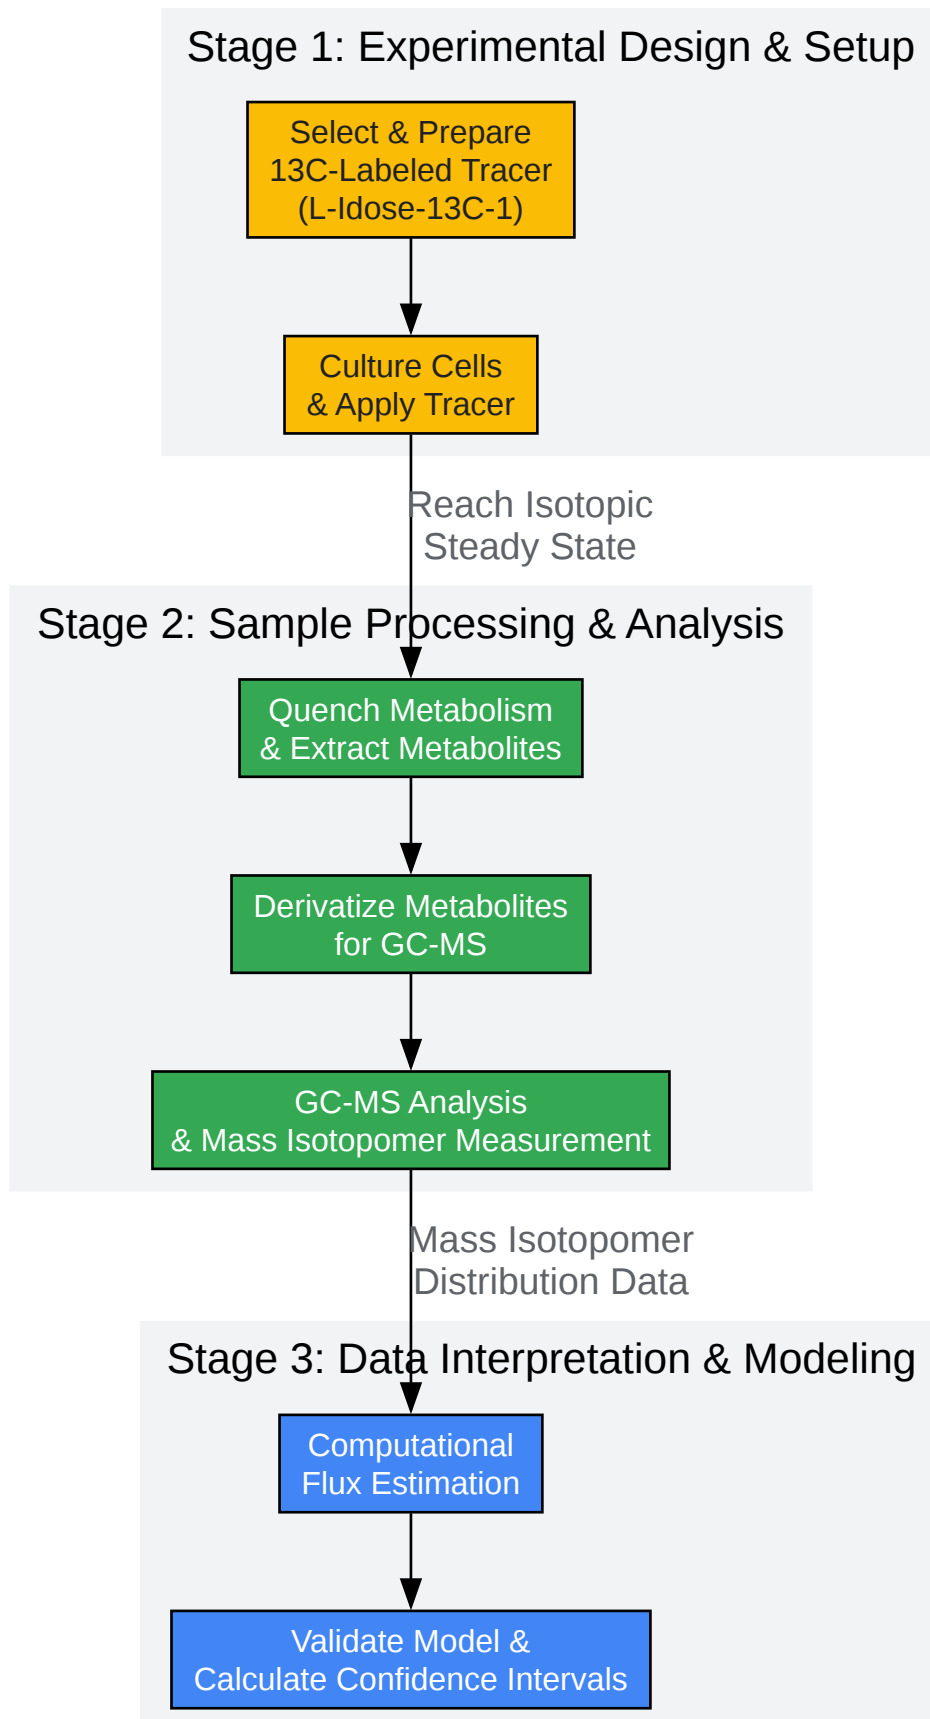 Stage 1: Experimental Design & Setup
Select & Prepare
13C-Labeled Tracer
(L-Idose-13C-1)
Culture Cells
& Apply Tracer
Reach Isotopic
Steady State
Stage 2: Sample Processing & Analysis
Quench Metabolism
& Extract Metabolites
Derivatize Metabolites
for GC-MS
GC-MS Analysis
& Mass Isotopomer Measurement
Mass Isotopomer
Distribution Data
Stage 3: Data Interpretation & Modeling
Computational
Flux Estimation
Validate Model &
Calculate Confidence Intervals